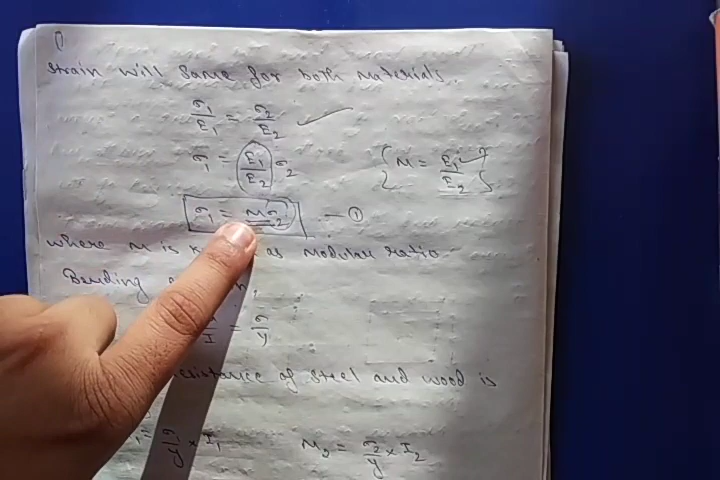 strain will same for both materials.
σ₁/E₁ = σ₂/E₂
σ₁ = E₁/E₂ σ₂ {M = E₁/E₂}
σ₁ = Mσ₂ — ①
where M is as modular ratio
Bending
/I = σ/y
resistance of steel and wood is
σ/y × I₁ M₂ = σ₂/y × I₂